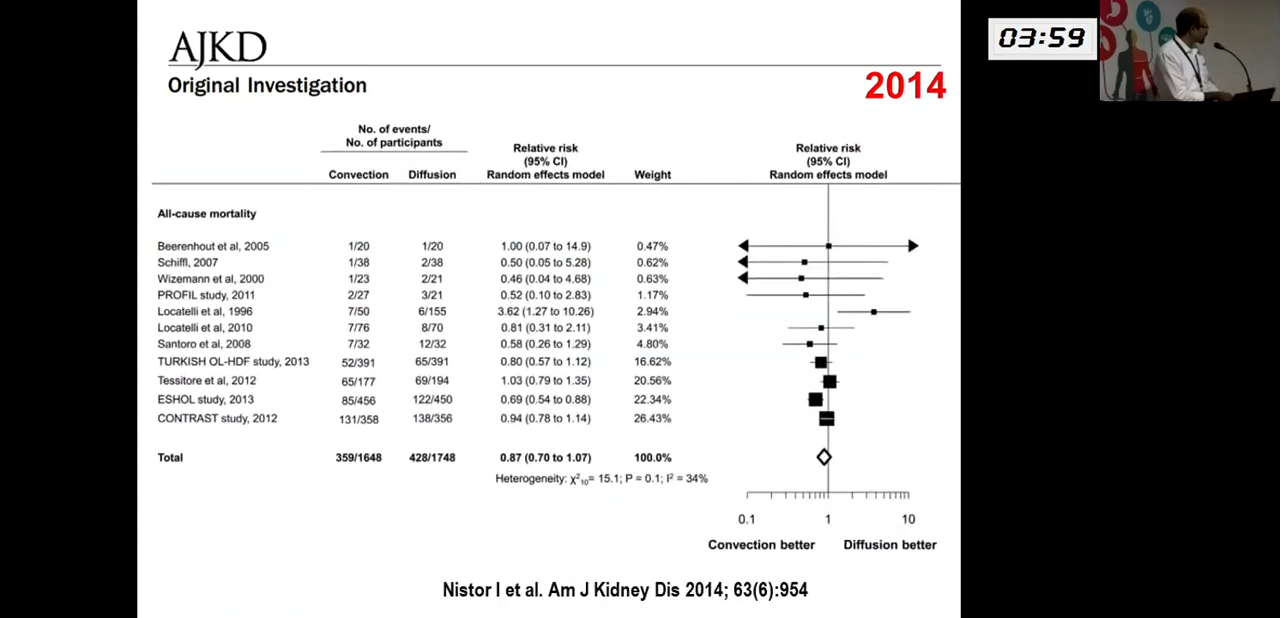 AJKD
Original Investigation
2014
03:59
No. of events/
No. of participants
Relative risk
(95% CI)
Random effects model
Relative risk
(95% CI)
Random effects model
Convection Diffusion Weight
All-cause mortality
Beerenhout et al, 2005 1/20 1/20 1.00 (0.07 to 14.9) 0.47%
Schiffl, 2007 1/38 2/38 0.50 (0.05 to 5.28) 0.62%
Wizemann et al, 2000 1/23 2/21 0.46 (0.04 to 4.68) 0.63%
PROFIL study, 2011 2/27 3/21 0.52 (0.10 to 2.83) 1.17%
Locatelli et al, 1996 7/50 6/155 3.62 (1.27 to 10.26) 2.94%
Locatelli et al, 2010 7/76 8/70 0.81 (0.31 to 2.11) 3.41%
Santoro et al, 2008 7/32 12/32 0.58 (0.26 to 1.29) 4.80%
TURKISH OL-HDF study, 2013 52/391 65/391 0.80 (0.57 to 1.12) 16.62%
Tessitore et al, 2012 65/177 69/194 1.03 (0.79 to 1.35) 20.56%
ESHOL study, 2013 85/456 122/450 0.69 (0.54 to 0.88) 22.34%
CONTRAST study, 2012 131/358 138/356 0.94 (0.78 to 1.14) 26.43%
Total 359/1648 428/1748 0.87 (0.70 to 1.07) 100.0%
Heterogeneity: χ²₁₀= 15.1; P = 0.1; I² = 34%
0.1 1 10
Convection better Diffusion better
Nistor I et al. Am J Kidney Dis 2014; 63(6):954